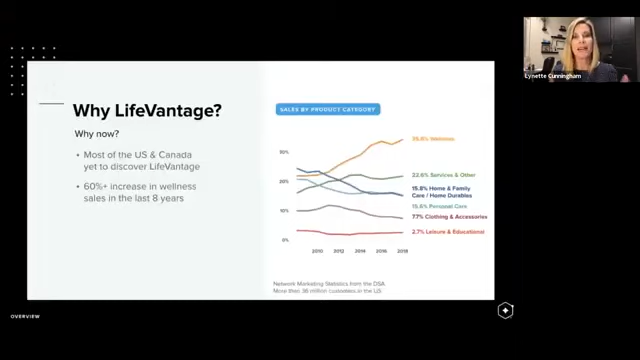 Lynette Cunningham
Why LifeVantage?
Why now?
• Most of the US & Canada
yet to discover LifeVantage
• 60%+ increase in wellness
sales in the last 8 years
SALES BY PRODUCT CATEGORY
30%
20%
10%
0%
2010 2012 2014 2016 2018
Wellness
22.6% Services & Other
15.8% Home & Family
Care / Home Durables
15.6% Personal Care
7.7% Clothing & Accessories
2.7% Leisure & Educational
Network Marketing Statistics from the DSA
More than 36 million customers in the US
OVERVIEW